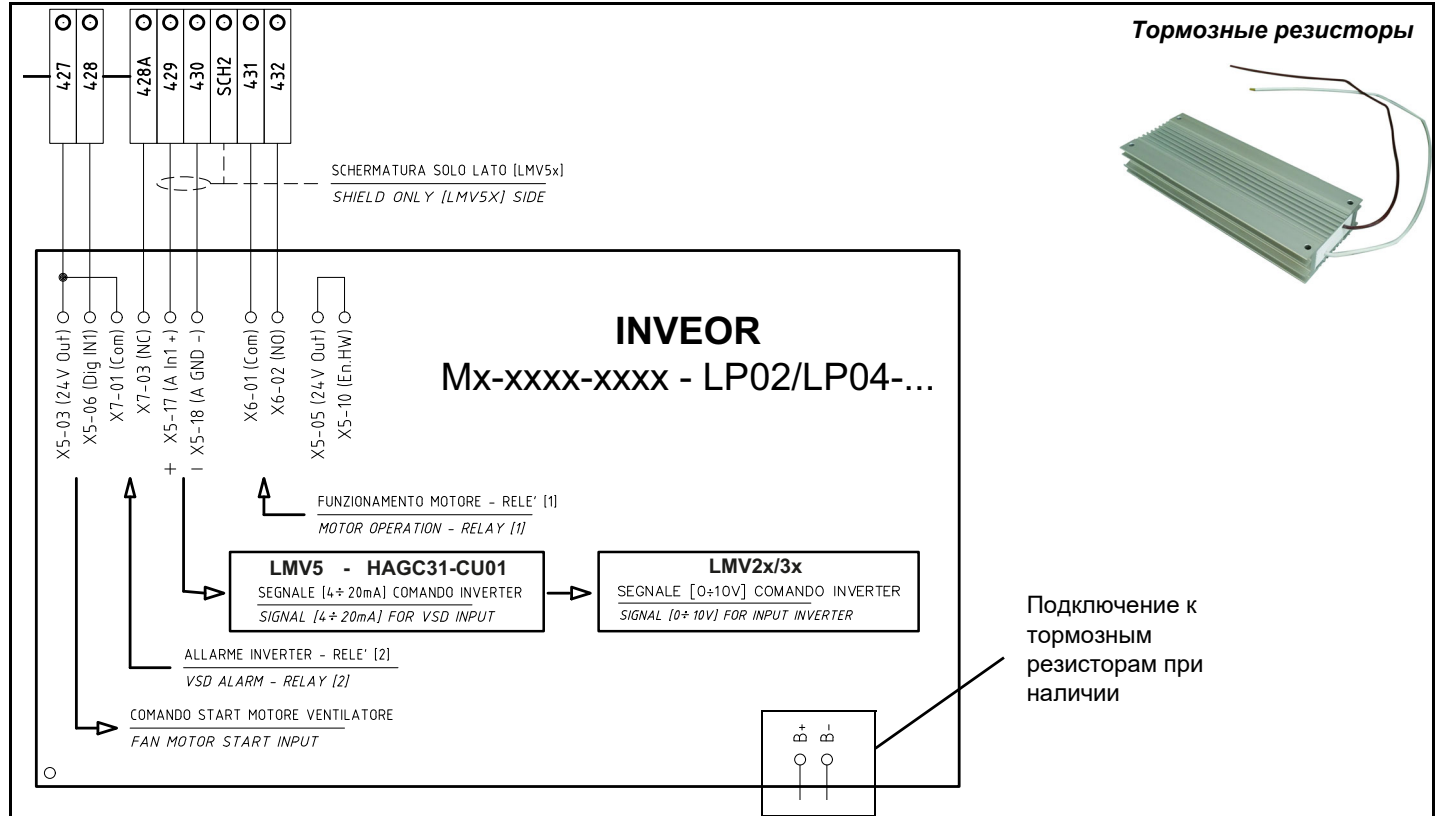 Тормозные резисторы
427
428
428A
429
430
SCH2
431
432
SCHERMATURA SOLO LATO [LMV5x]
SHIELD ONLY [LMV5X] SIDE
X5-03 (24V Out)
X5-06 (Dig IN1)
X7-01 (Com)
X7-03 (NC)
+ X5-17 (A In1 +)
- X5-18 (A GND -)
X6-01 (Com)
X6-02 (NO)
X5-05 (24V Out)
X5-10 (En.HW)
INVEOR
Mx-xxxx-xxxx - LP02/LP04-...
FUNZIONAMENTO MOTORE - RELE' [1]
MOTOR OPERATION - RELAY [1]
LMV5 - HAGC31-CU01
SEGNALE [4÷20mA] COMANDO INVERTER
SIGNAL [4÷20mA] FOR VSD INPUT
LMV2x/3x
SEGNALE [0÷10V] COMANDO INVERTER
SIGNAL [0÷10V] FOR INPUT INVERTER
ALLARME INVERTER - RELE' [2]
VSD ALARM - RELAY [2]
COMANDO START MOTORE VENTILATORE
FAN MOTOR START INPUT
B+
B-
Подключение к
тормозным
резисторам при
наличии